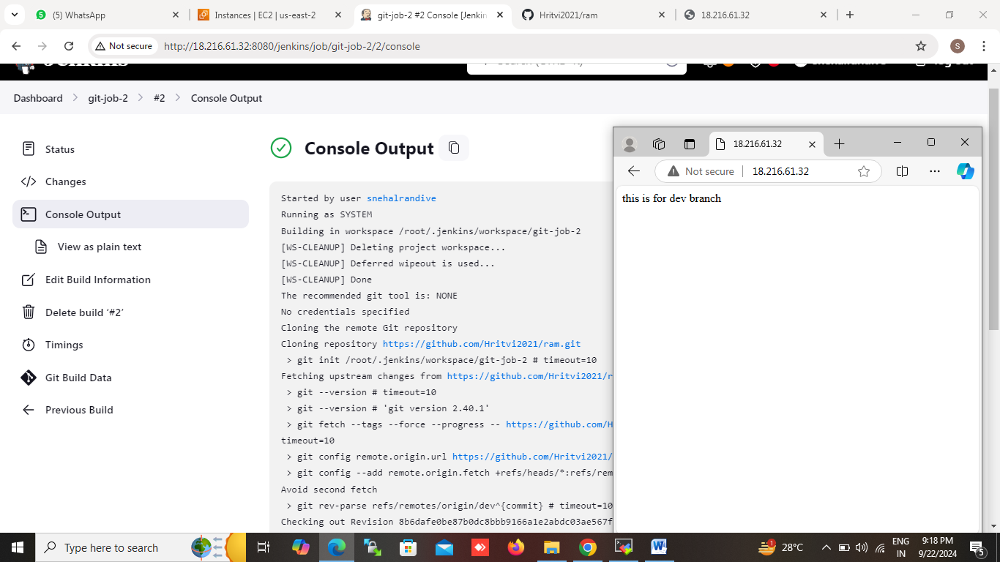 (5) WhatsApp
Instances | EC2 | us-east-2
git-job-2 #2 Console [Jenkin
Hritvi2021/ram
18.216.61.32
Not secure
http://18.216.61.32:8080/jenkins/job/git-job-2/2/console
S
Dashboard
git-job-2
#2
Console Output
Status
Changes
Console Output
View as plain text
Edit Build Information
Delete build ‘#2’
Timings
Git Build Data
Previous Build
Console Output
Started by user snehalrandive
Running as SYSTEM
Building in workspace /root/.jenkins/workspace/git-job-2
[WS-CLEANUP] Deleting project workspace...
[WS-CLEANUP] Deferred wipeout is used...
[WS-CLEANUP] Done
The recommended git tool is: NONE
No credentials specified
Cloning the remote Git repository
Cloning repository https://github.com/Hritvi2021/ram.git
> git init /root/.jenkins/workspace/git-job-2 # timeout=10
Fetching upstream changes from https://github.com/Hritvi2021/r
> git --version # timeout=10
> git --version # 'git version 2.40.1'
> git fetch --tags --force --progress -- https://github.com/H
timeout=10
> git config remote.origin.url https://github.com/Hritvi2021/
> git config --add remote.origin.fetch +refs/heads/*:refs/rem
Avoid second fetch
> git rev-parse refs/remotes/origin/dev^{commit} # timeout=10
Checking out Revision 8b6dafe0be87b0dc8bbb9166a1e2abdc03ae567f
18.216.61.32
Not secure
18.216.61.32
this is for dev branch
Type here to search
1
28°C
ENG
IN
9:18 PM
9/22/2024
5